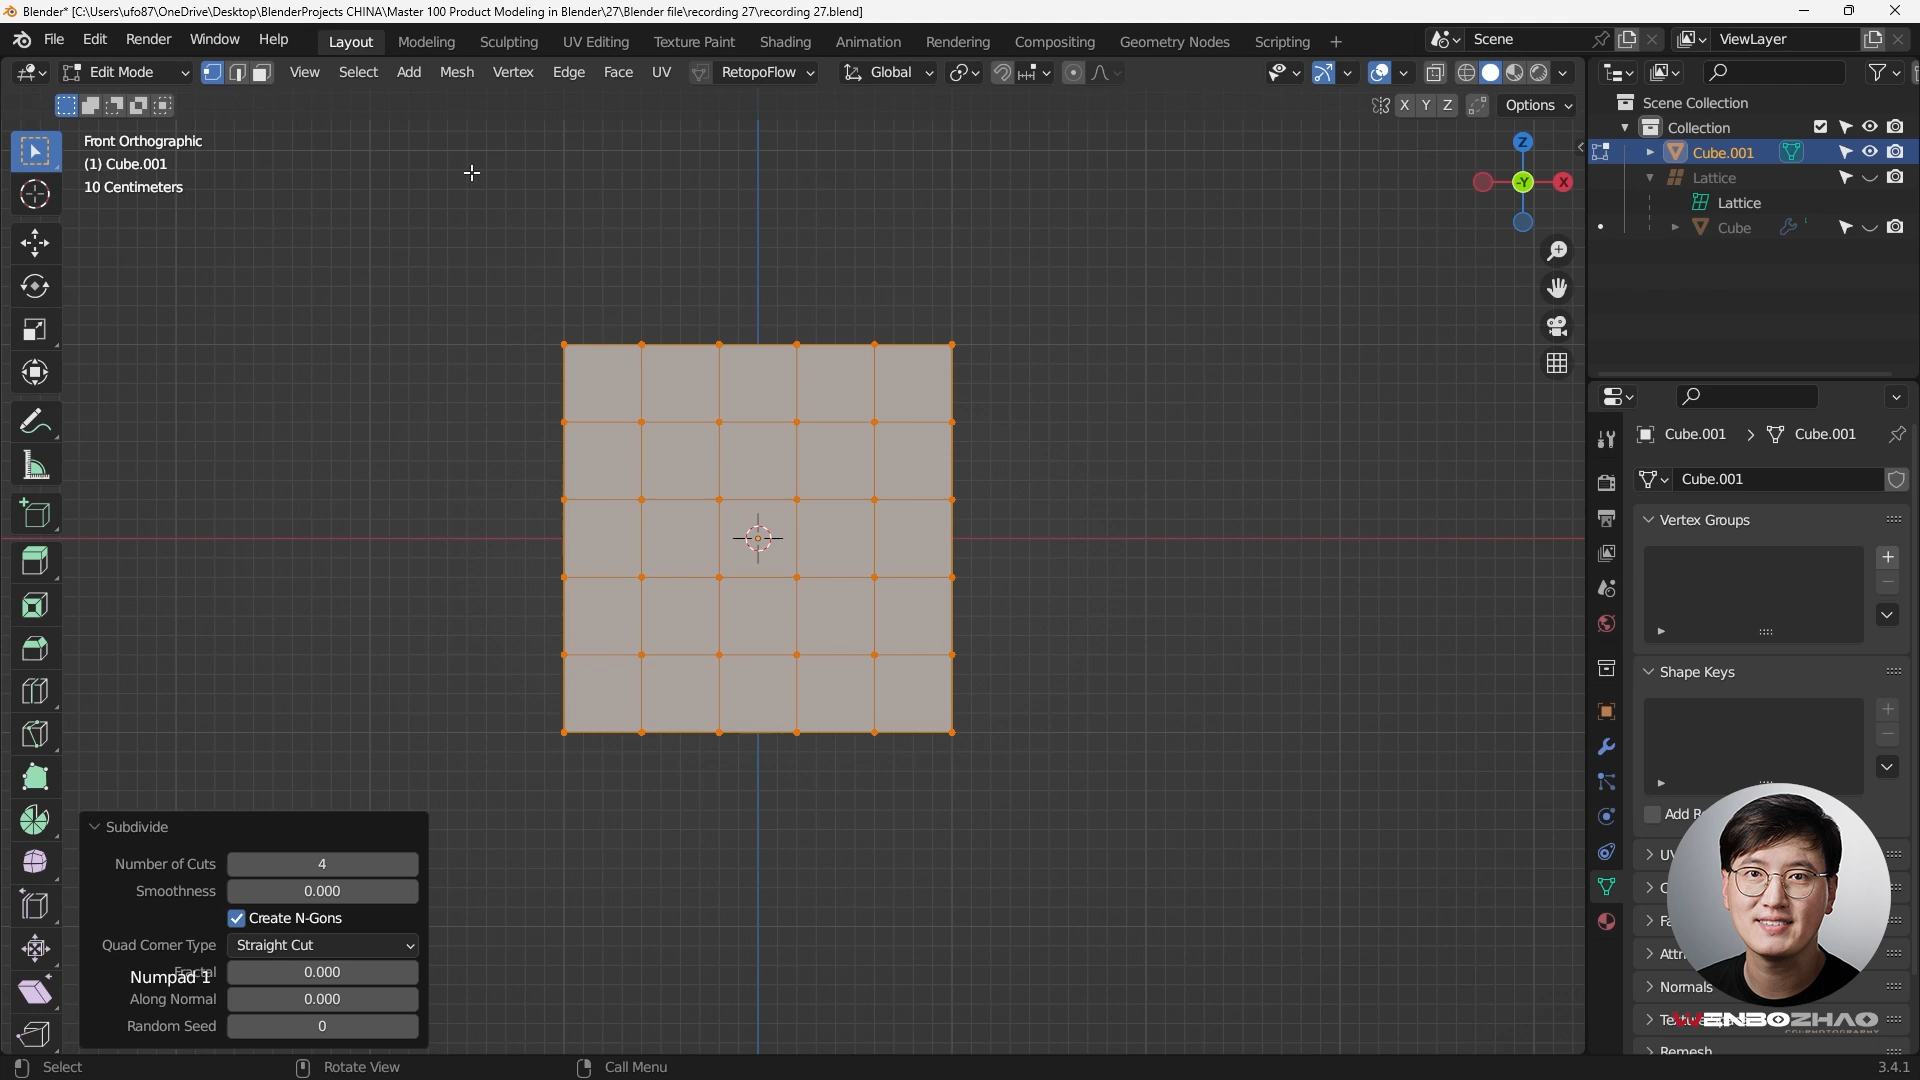 Blender* [C:\Users\ufo87\OneDrive\Desktop\BlenderProjects CHINA\Master 100 Product Modeling in Blender\27\Blender file\recording 27\recording 27.blend]
File Edit Render Window Help Layout Modeling Sculpting UV Editing Texture Paint Shading Animation Rendering Compositing Geometry Nodes Scripting + Scene ViewLayer
Edit Mode View Select Add Mesh Vertex Edge Face UV RetopoFlow Global
X Y Z Options
Scene Collection
Collection
Cube.001
Lattice
Lattice
Cube
Front Orthographic
(1) Cube.001
10 Centimeters
Z
-Y X
Cube.001 Cube.001
Cube.001
Vertex Groups
Shape Keys
Add
Normals
Remesh
Subdivide
Number of Cuts 4
Smoothness 0.000
Create N-Gons
Quad Corner Type Straight Cut
Fractal 0.000
Numpad 1
Along Normal 0.000
Random Seed 0
WENBOZHAO
Select Rotate View Call Menu 3.4.1